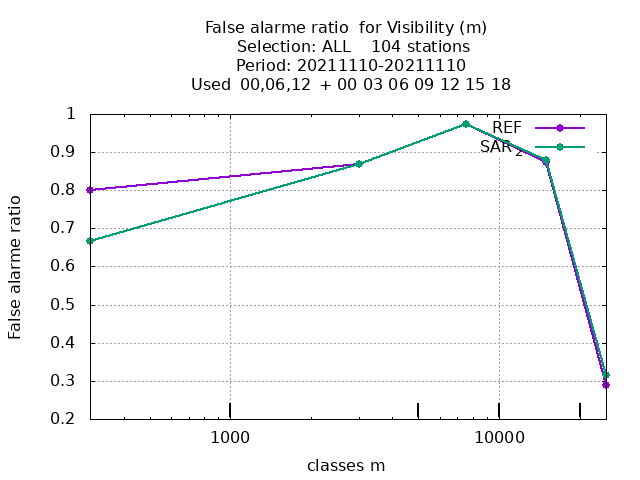 False alarme ratio  for Visibility (m)
Selection: ALL    104 stations
Period: 20211110-20211110
Used  00,06,12  + 00 03 06 09 12 15 18
REF
SAR_2
1
0.9
0.8
0.7
0.6
0.5
0.4
0.3
0.2
False alarme ratio
1000
10000
classes m